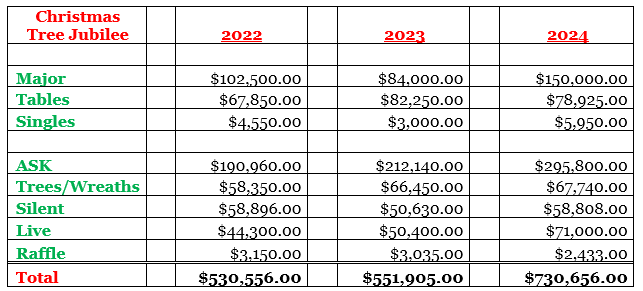 Christmas
Tree Jubilee 2022 2023 2024
Major $102,500.00 $84,000.00 $150,000.00
Tables $67,850.00 $82,250.00 $78,925.00
Singles $4,550.00 $3,000.00 $5,950.00
ASK $190,960.00 $212,140.00 $295,800.00
Trees/Wreaths $58,350.00 $66,450.00 $67,740.00
Silent $58,896.00 $50,630.00 $58,808.00
Live $44,300.00 $50,400.00 $71,000.00
Raffle $3,150.00 $3,035.00 $2,433.00
Total $530,556.00 $551,905.00 $730,656.00